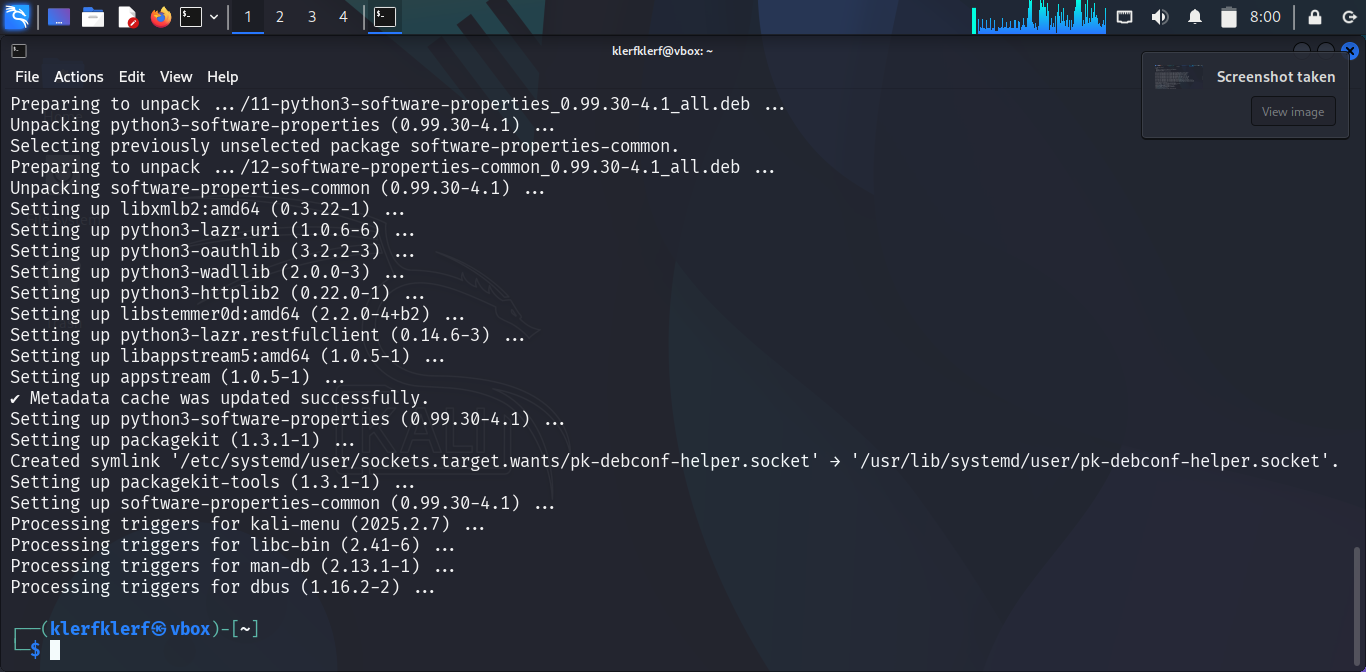 1 2 3 4 8:00
klerfklerf@vbox: ~
File Actions Edit View Help
Screenshot taken
View image
Preparing to unpack .../11-python3-software-properties_0.99.30-4.1_all.deb ...
Unpacking python3-software-properties (0.99.30-4.1) ...
Selecting previously unselected package software-properties-common.
Preparing to unpack .../12-software-properties-common_0.99.30-4.1_all.deb ...
Unpacking software-properties-common (0.99.30-4.1) ...
Setting up libxmlb2:amd64 (0.3.22-1) ...
Setting up python3-lazr.uri (1.0.6-6) ...
Setting up python3-oauthlib (3.2.2-3) ...
Setting up python3-wadllib (2.0.0-3) ...
Setting up python3-httplib2 (0.22.0-1) ...
Setting up libstemmer0d:amd64 (2.2.0-4+b2) ...
Setting up python3-lazr.restfulclient (0.14.6-3) ...
Setting up libappstream5:amd64 (1.0.5-1) ...
Setting up appstream (1.0.5-1) ...
✔ Metadata cache was updated successfully.
Setting up python3-software-properties (0.99.30-4.1) ...
Setting up packagekit (1.3.1-1) ...
Created symlink '/etc/systemd/user/sockets.target.wants/pk-debconf-helper.socket' → '/usr/lib/systemd/user/pk-debconf-helper.socket'.
Setting up packagekit-tools (1.3.1-1) ...
Setting up software-properties-common (0.99.30-4.1) ...
Processing triggers for kali-menu (2025.2.7) ...
Processing triggers for libc-bin (2.41-6) ...
Processing triggers for man-db (2.13.1-1) ...
Processing triggers for dbus (1.16.2-2) ...
┌──(klerfklerf㉿vbox)-[~]
└─$